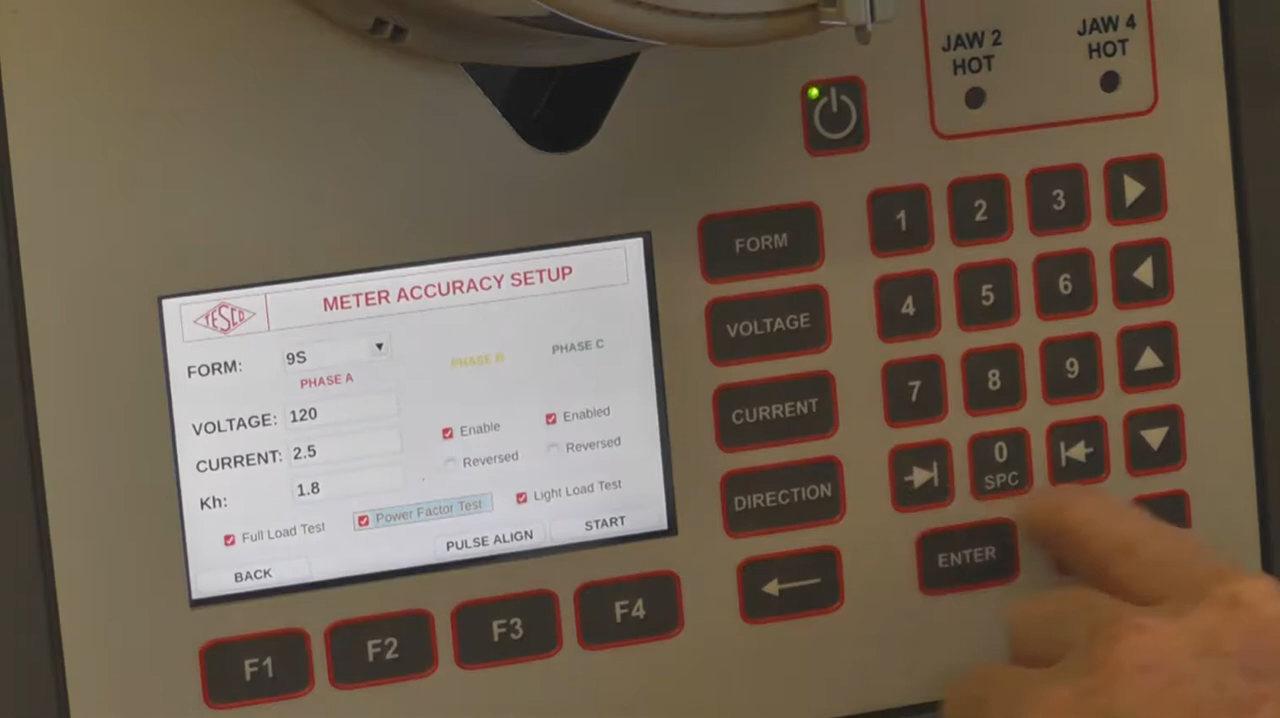 JAW 2
HOT
JAW 4
HOT
TESCO
METER ACCURACY SETUP
FORM: 9S
PHASE A
PHASE B
PHASE C
VOLTAGE: 120
CURRENT: 2.5
Kh: 1.8
Enable
Enabled
Reversed
Reversed
Full Load Test
Power Factor Test
Light Load Test
BACK
PULSE ALIGN
START
F1
F2
F3
F4
FORM
VOLTAGE
CURRENT
DIRECTION
1
2
3
4
5
6
7
8
9
0
SPC
ENTER